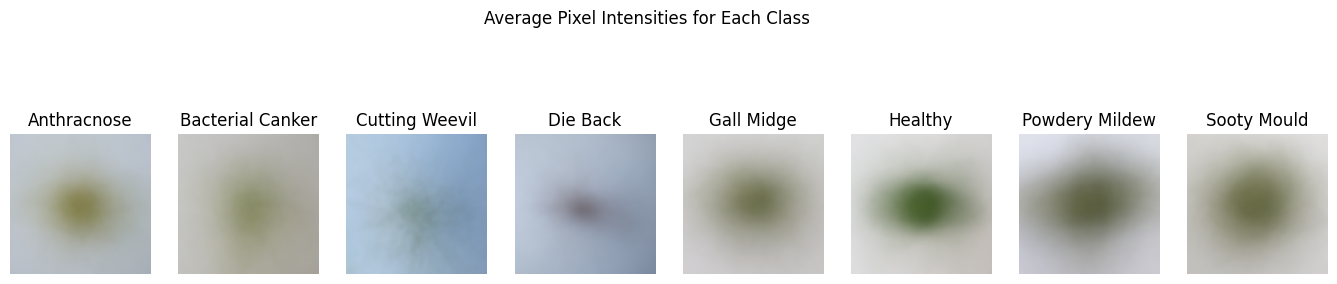 Average Pixel Intensities for Each Class
Anthracnose
Bacterial Canker
Cutting Weevil
Die Back
Gall Midge
Healthy
Powdery Mildew
Sooty Mould